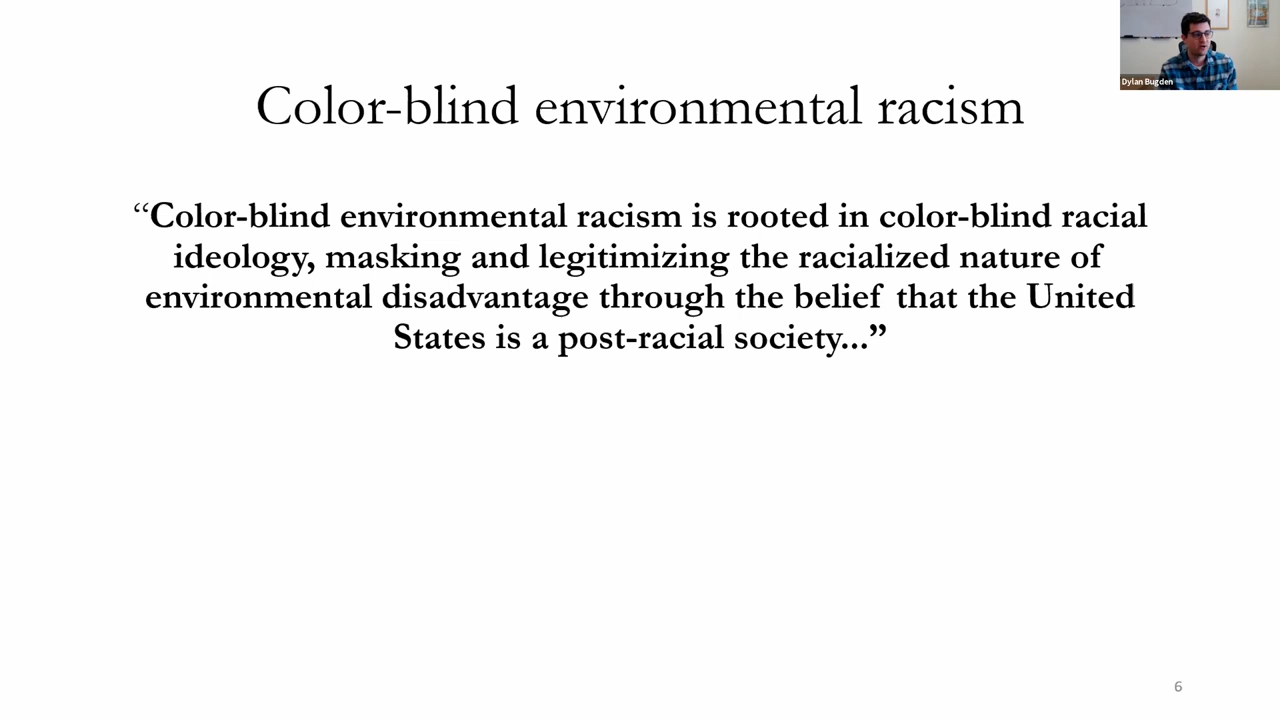 Dylan Bugden
Color-blind environmental racism
“Color-blind environmental racism is rooted in color-blind racial
ideology, masking and legitimizing the racialized nature of
environmental disadvantage through the belief that the United
States is a post-racial society...”
6